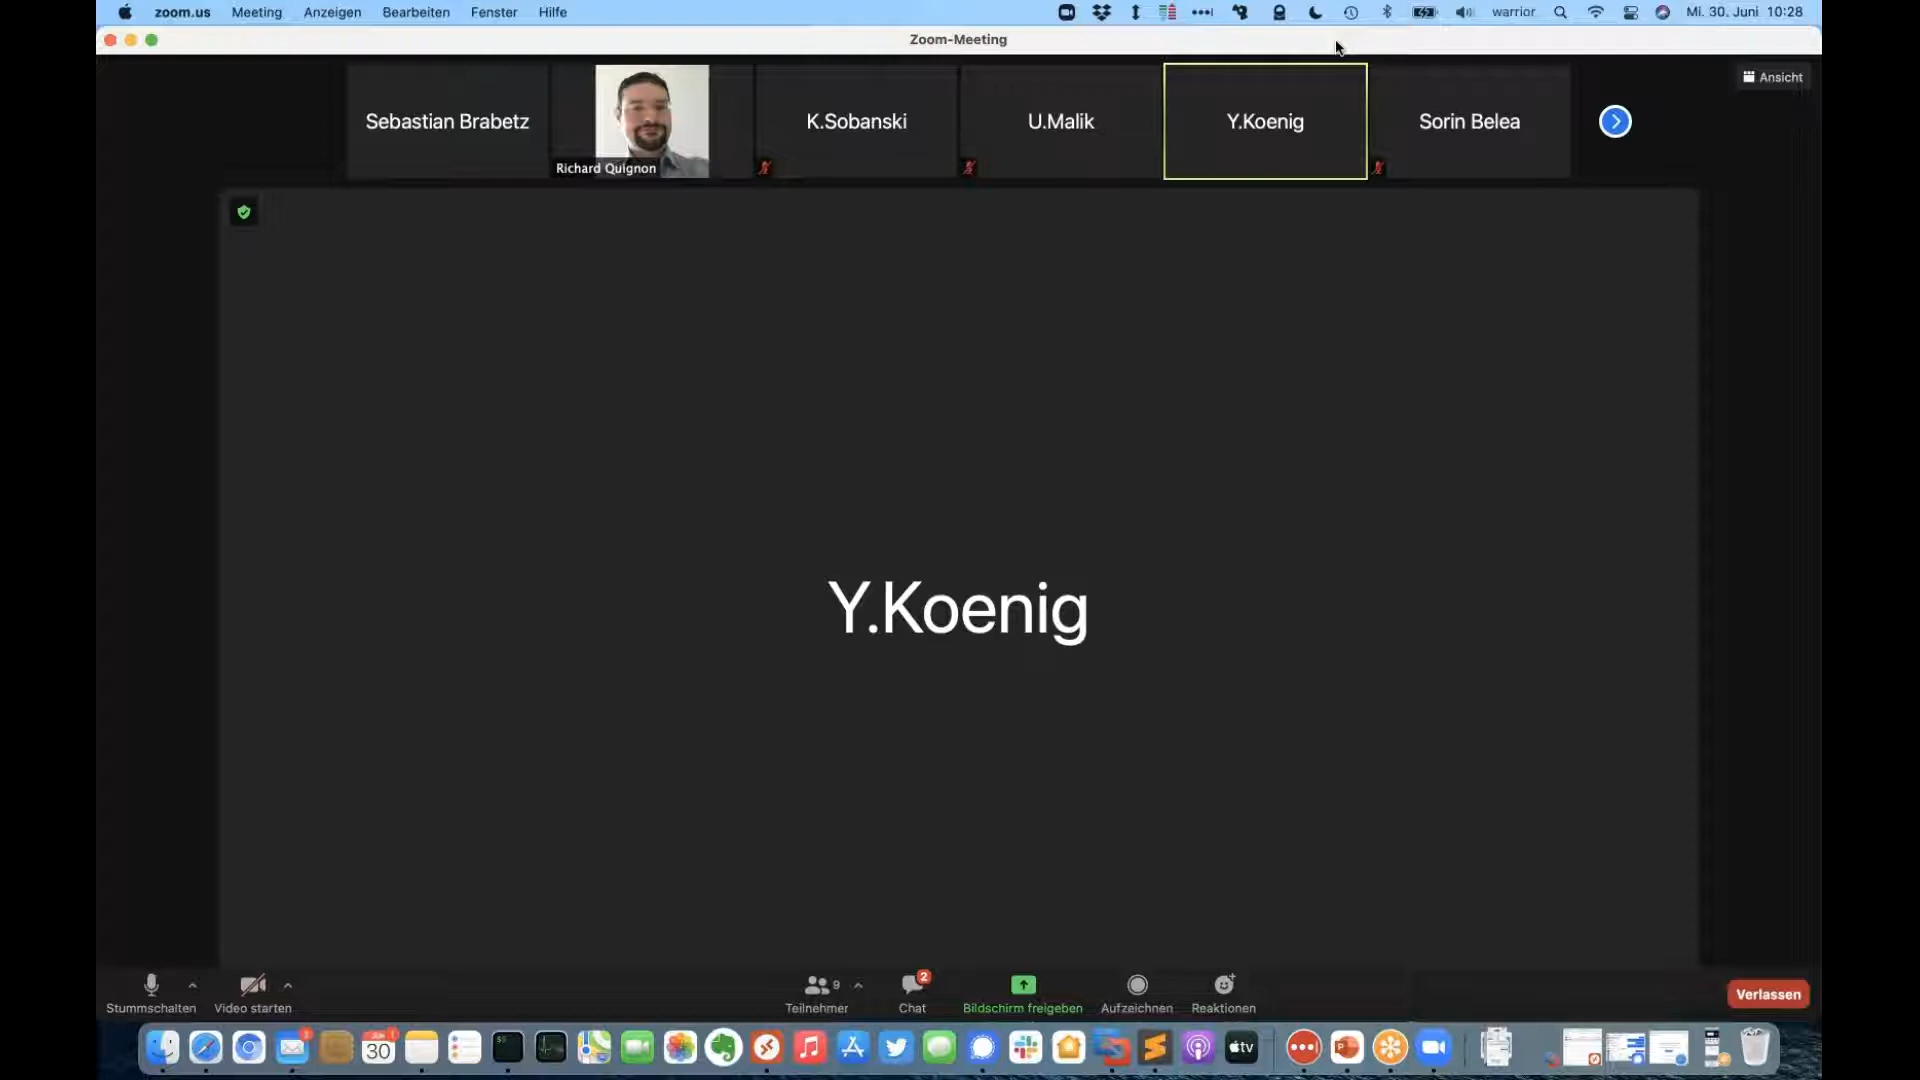 zoom.us Meeting Anzeigen Bearbeiten Fenster Hilfe warrior Mi. 30. Juni 10:28
Zoom-Meeting
Ansicht
Sebastian Brabetz
Richard Quignon
K.Sobanski
U.Malik
Y.Koenig
Sorin Belea
Y.Koenig
Stummschalten
Video starten
9
Teilnehmer
2
Chat
Bildschirm freigeben
Aufzeichnen
Reaktionen
Verlassen
30
tv